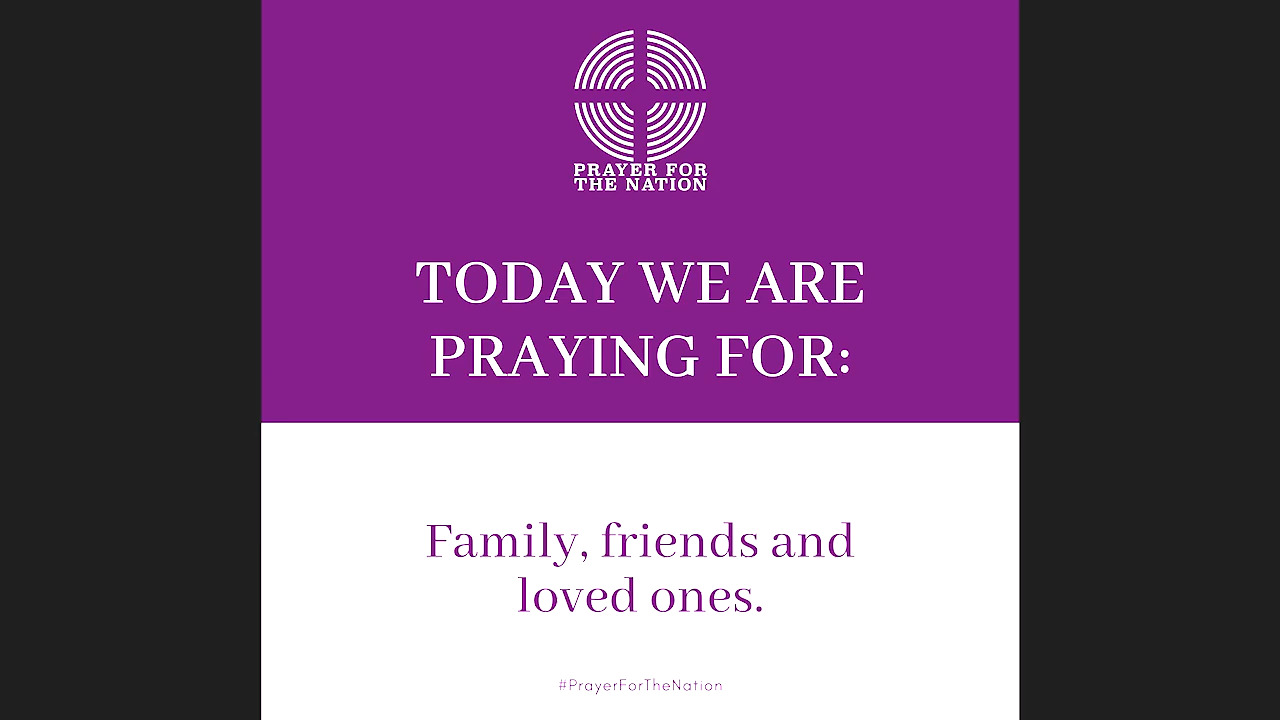 PRAYER FOR
THE NATION
TODAY WE ARE
PRAYING FOR:
Family, friends and
loved ones.
#PrayerForTheNation